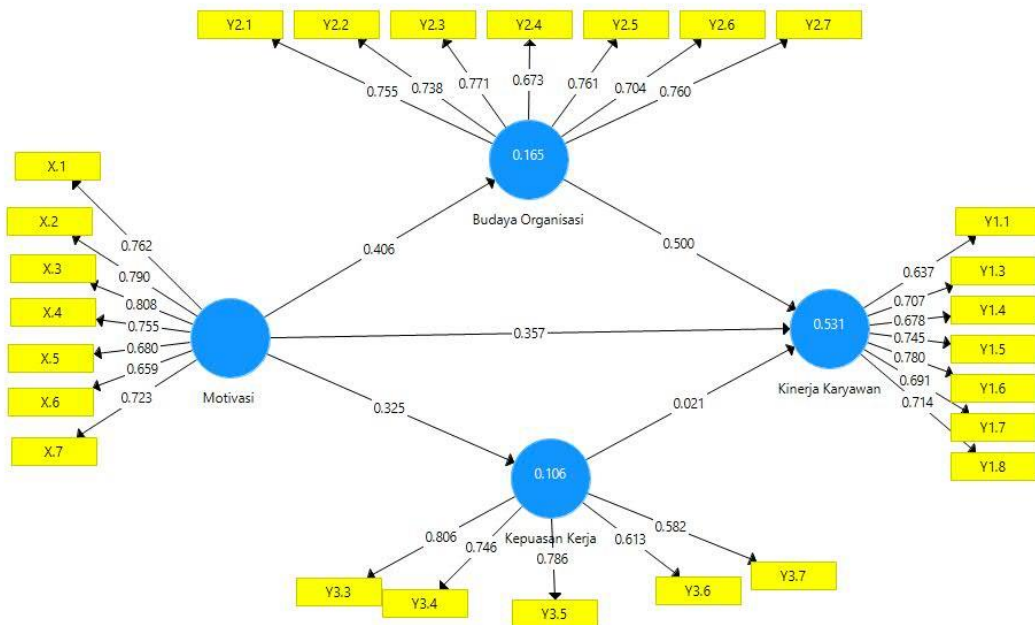 Y2.1
Y2.2
Y2.3
Y2.4
Y2.5
Y2.6
Y2.7
0.755
0.738
0.771
0.673
0.761
0.704
0.760
0.165
Budaya Organisasi
X.1
X.2
X.3
X.4
X.5
X.6
X.7
0.762
0.790
0.808
0.755
0.680
0.659
0.723
Motivasi
0.406
0.500
0.357
0.325
0.021
0.531
Kinerja Karyawan
Y1.1
Y1.3
Y1.4
Y1.5
Y1.6
Y1.7
Y1.8
0.637
0.707
0.678
0.745
0.780
0.691
0.714
0.106
Kepuasan Kerja
0.806
0.746
0.786
0.613
0.582
Y3.3
Y3.4
Y3.5
Y3.6
Y3.7